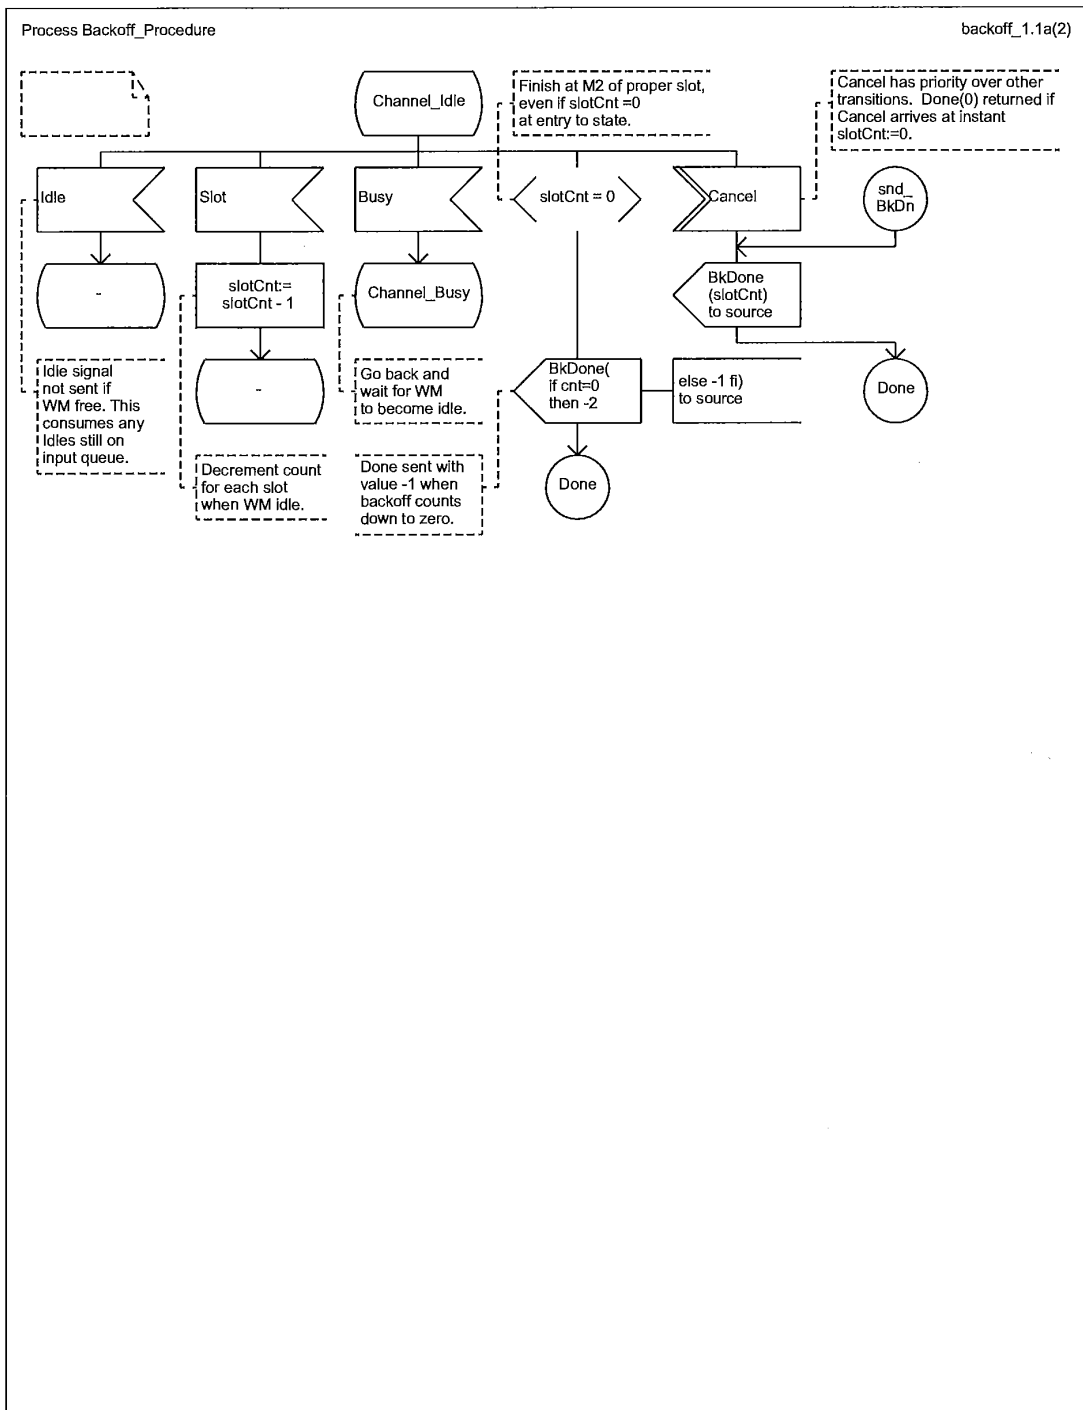 Process Backoff_Procedure
backoff_1.1a(2)
Channel_Idle
Finish at M2 of proper slot,
even if slotCnt =0
at entry to state.
Cancel has priority over other
transitions. Done(0) returned if
Cancel arrives at instant
slotCnt:=0.
Idle
Slot
Busy
slotCnt = 0
Cancel
snd_
BkDn
-
slotCnt:=
slotCnt - 1
Channel_Busy
BkDone
(slotCnt)
to source
Idle signal
not sent if
WM free. This
consumes any
Idles still on
input queue.
-
Go back and
wait for WM
to become idle.
BkDone(
if cnt=0
then -2
else -1 fi)
to source
Done
Decrement count
for each slot
when WM idle.
Done sent with
value -1 when
backoff counts
down to zero.
Done